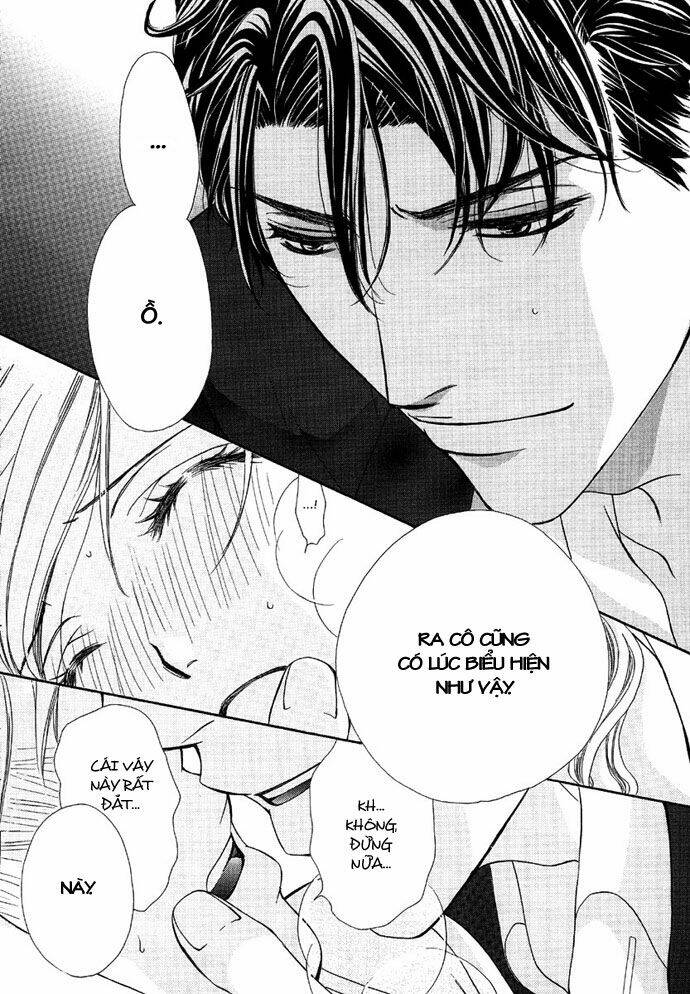 ...
Ồ.
...!
RA CÔ CŨNG
CÓ LÚC BIỂU HIỆN
NHƯ VẬY.
CÁI VÁY
NÀY RẤT
ĐẮT...
KH...
KHÔNG,
ĐỪNG
NỮA...
NÀY.